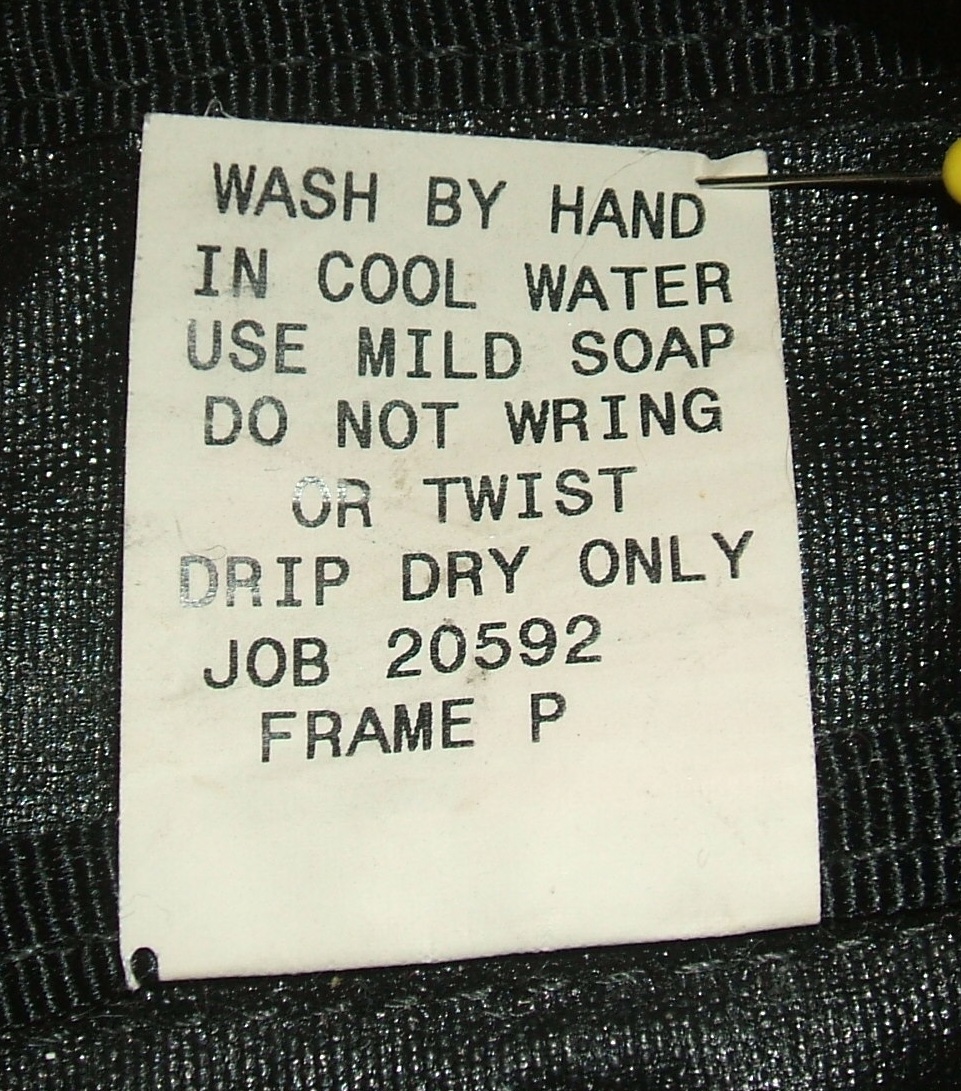 WASH BY HAND
IN COOL WATER
USE MILD SOAP
DO NOT WRING
OR TWIST
DRIP DRY ONLY
JOB 20592
FRAME P